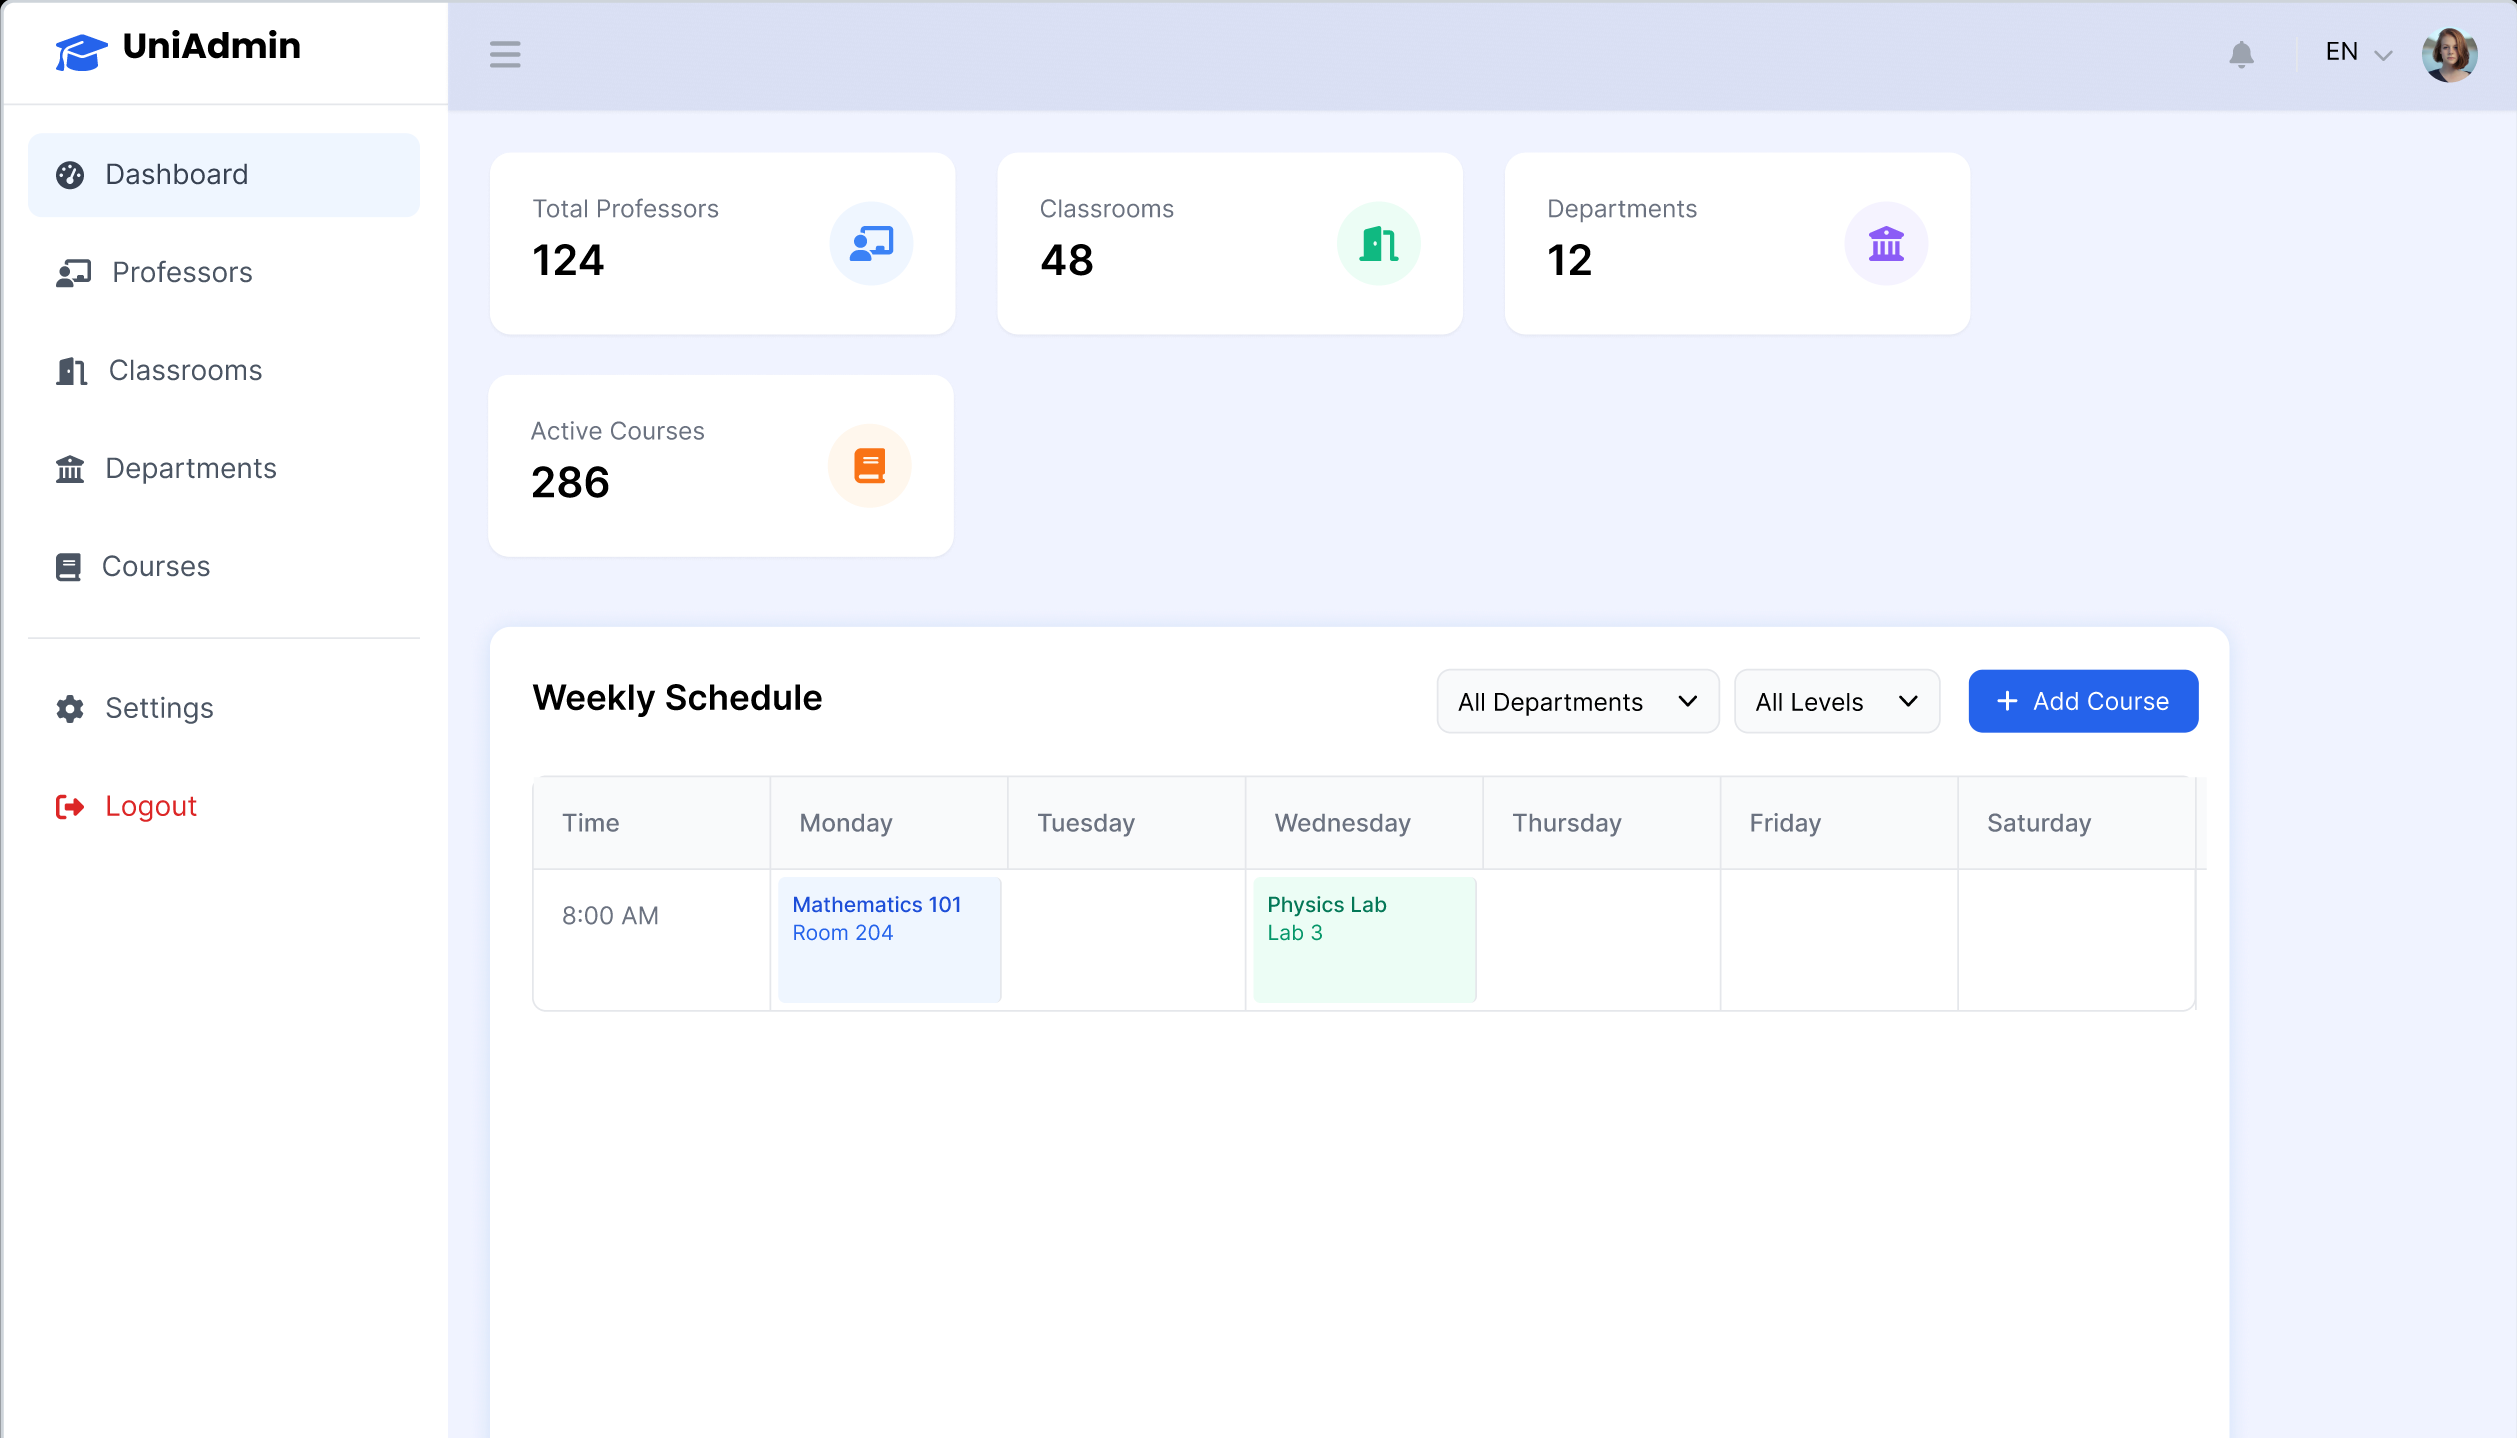 UniAdmin
EN
Dashboard
Professors
Classrooms
Departments
Courses
Settings
Logout
Total Professors
124
Classrooms
48
Departments
12
Active Courses
286
Weekly Schedule
All Departments
All Levels
+ Add Course
Time Monday Tuesday Wednesday Thursday Friday Saturday
8:00 AM
Mathematics 101
Room 204
Physics Lab
Lab 3